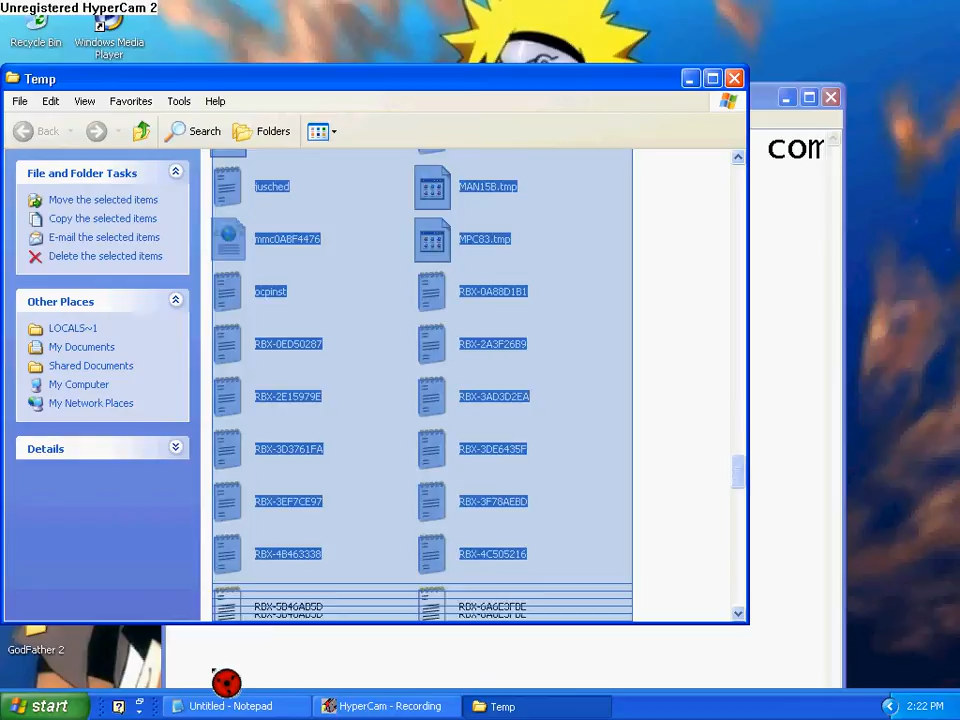 Unregistered HyperCam 2
Recycle Bin
Windows Media Player
Temp
File Edit View Favorites Tools Help
Back Search Folders
com
File and Folder Tasks
Move the selected items
Copy the selected items
E-mail the selected items
Delete the selected items
Other Places
LOCALS~1
My Documents
Shared Documents
My Computer
My Network Places
Details
jusched MAN15B.tmp
mmc0ABF4476 MPC83.tmp
ocpinst RBX-0A88D1B1
RBX-0ED50287 RBX-2A3F26B9
RBX-2E15979E RBX-3AD3D2EA
RBX-3D3761FA RBX-3DE6435F
RBX-3EF7CE97 RBX-3F78AEBD
RBX-4B463338 RBX-4C505216
RBX-5B46AB5D RBX-6A6E3FBE
GodFather 2
start Untitled - Notepad HyperCam - Recording Temp 2:22 PM